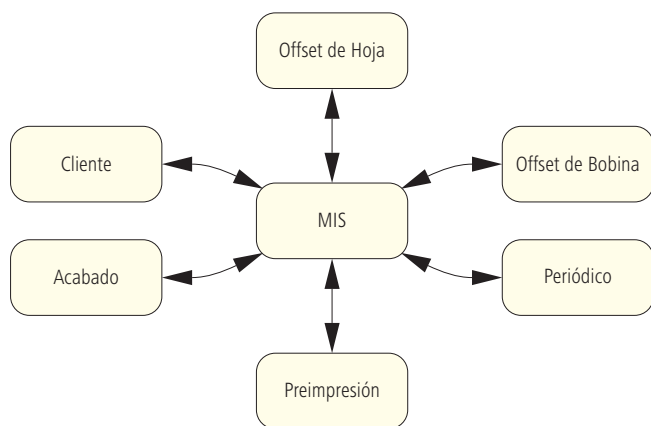 Offset de Hoja
Cliente
Offset de Bobina
MIS
Acabado
Periódico
Preimpresión